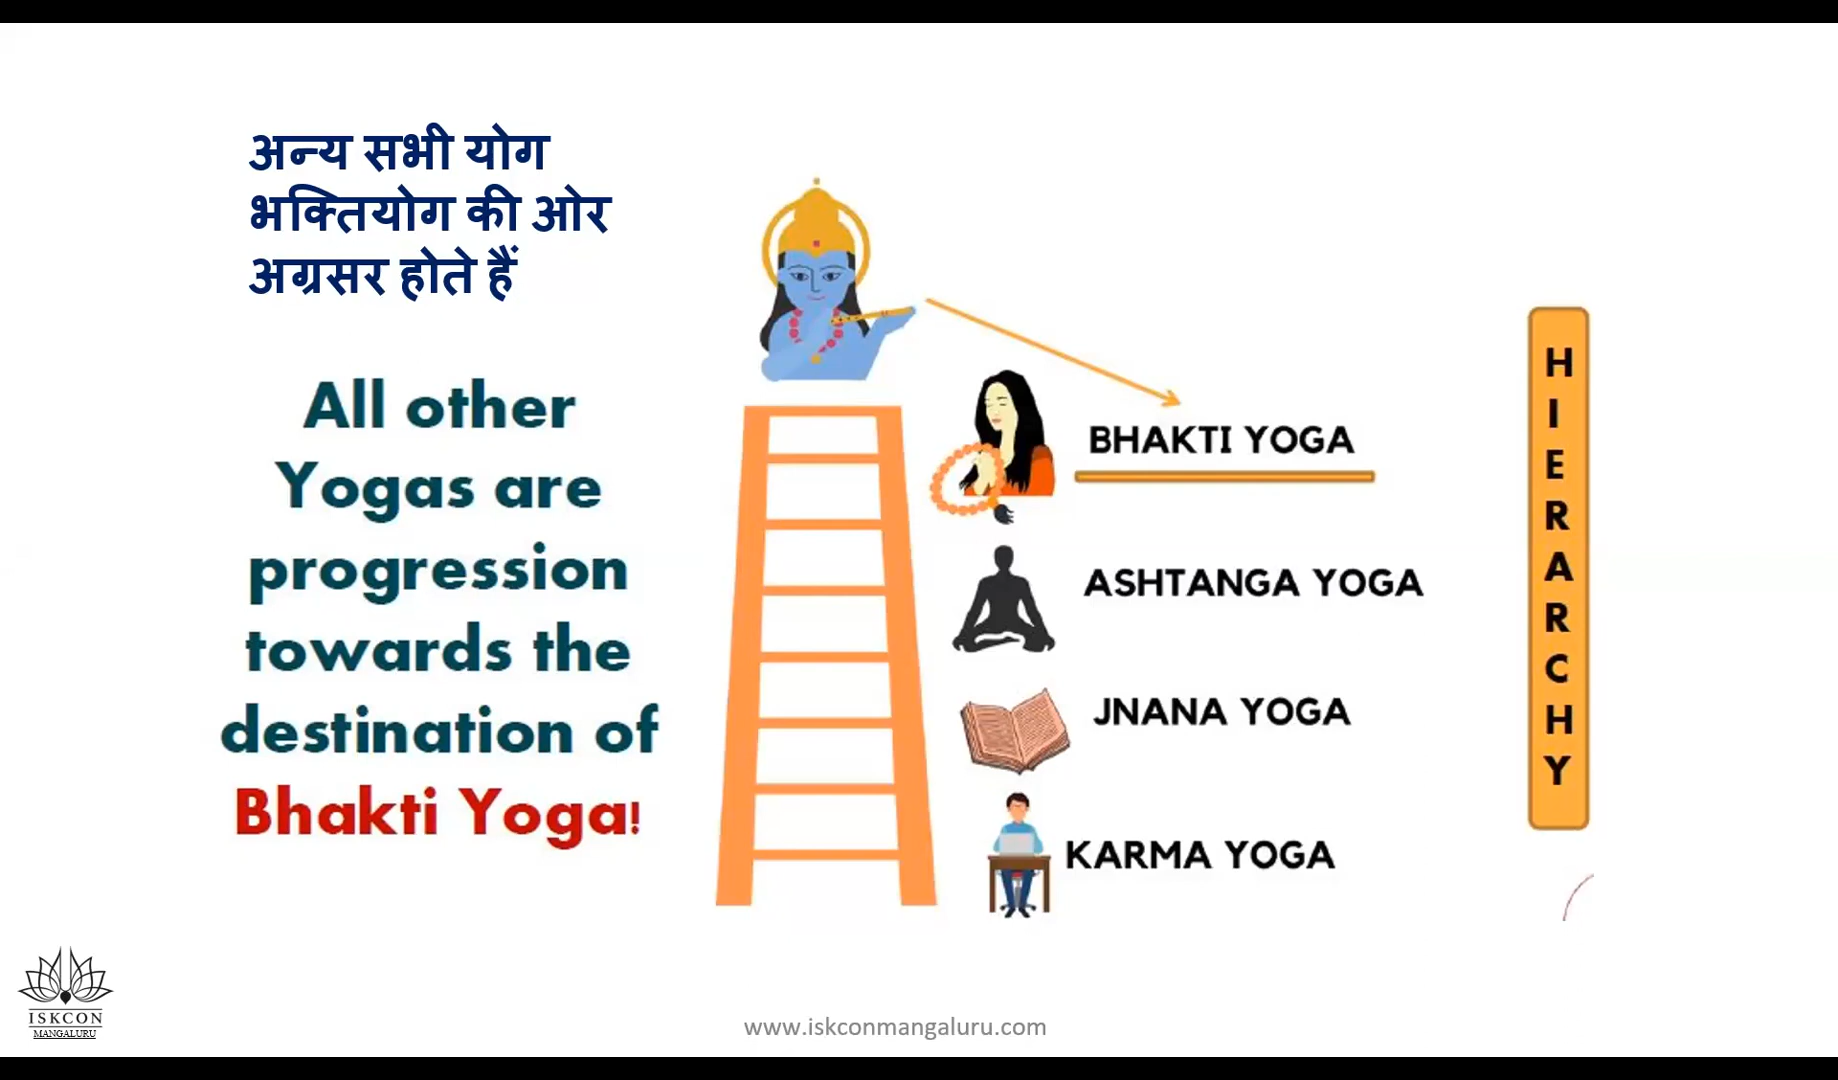 अन्य सभी योग
भक्तियोग की ओर
अग्रसर होते हैं
All other
Yogas are
progression
towards the
destination of
Bhakti Yoga!
BHAKTI YOGA
ASHTANGA YOGA
JNANA YOGA
KARMA YOGA
HIERARCHY
ISKCON
MANGALURU
www.iskconmangaluru.com